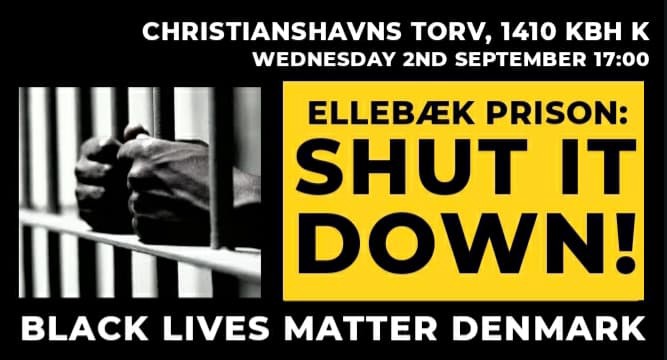 CHRISTIANSHAVNS TORV, 1410 KBH K
WEDNESDAY 2ND SEPTEMBER 17:00
ELLEBÆK PRISON:
SHUT IT
DOWN!
BLACK LIVES MATTER DENMARK